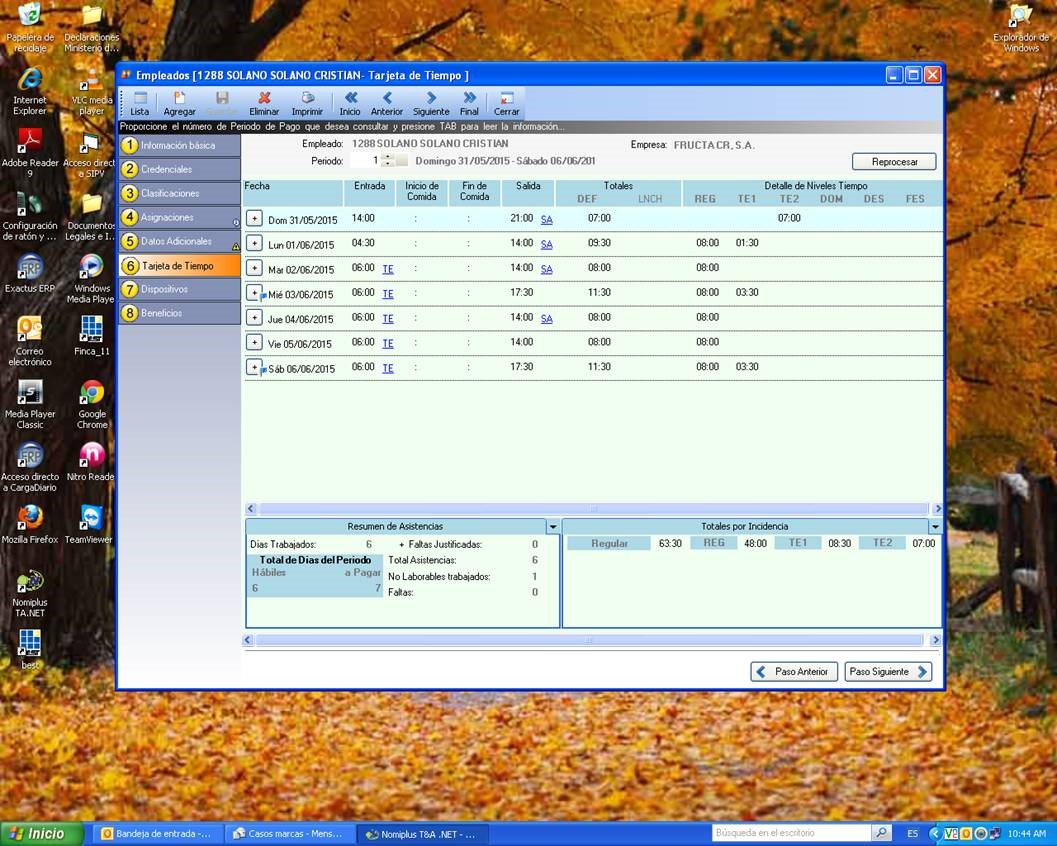 Papelera de reciclaje
Declaraciones Ministerio d...
Explorador de Windows
Internet Explorer
VLC media player
Adobe Reader 9
Acceso direct a SIPV
Configuración de ratón y ...
Documentos Legales e I...
Exactus ERP
Windows Media Playe
Correo electrónico
Finca_11
Media Player Classic
Google Chrome
Acceso directo a CargaDiario
Nitro Reade
Mozilla Firefox
TeamViewer
Nomiplus TA.NET
best
Empleados [1288 SOLANO SOLANO CRISTIAN- Tarjeta de Tiempo ]
Lista Agregar Eliminar Imprimir Inicio Anterior Siguiente Final Cerrar
Proporcione el número de Periodo de Pago que desea consultar y presione TAB para leer la información...
1 Información básica
2 Credenciales
3 Clasificaciones
4 Asignaciones
5 Datos Adicionales
6 Tarjeta de Tiempo
7 Dispositivos
8 Beneficios
Empleado: 1288 SOLANO SOLANO CRISTIAN Empresa: FRUCTA CR, S.A.
Periodo: 1 Domingo 31/05/2015 - Sábado 06/06/201 Reprocesar
Fecha Entrada Inicio de Comida Fin de Comida Salida Totales Detalle de Niveles Tiempo
DEF LNCH REG TE1 TE2 DOM DES FES
+ Dom 31/05/2015 14:00 : : 21:00 SA 07:00 07:00
+ Lun 01/06/2015 04:30 : : 14:00 SA 09:30 08:00 01:30
+ Mar 02/06/2015 06:00 TE : : 14:00 SA 08:00 08:00
+ Mié 03/06/2015 06:00 TE : : 17:30 11:30 08:00 03:30
+ Jue 04/06/2015 06:00 TE : : 14:00 SA 08:00 08:00
+ Vie 05/06/2015 06:00 TE : : 14:00 08:00 08:00
+ Sáb 06/06/2015 06:00 TE : : 17:30 11:30 08:00 03:30
Resumen de Asistencias
Dias Trabajados: 6 + Faltas Justificadas: 0
Total de Dias del Periodo Total Asistencias: 6
Hábiles a Pagar No Laborables trabajados: 1
6 7 Faltas: 0
Totales por Incidencia
Regular 63:30 REG 48:00 TE1 08:30 TE2 07:00
Paso Anterior Paso Siguiente
Inicio Bandeja de entrada -... Casos marcas - Mens... Nomiplus T&A .NET - ... Búsqueda en el escritorio ES 10:44 AM